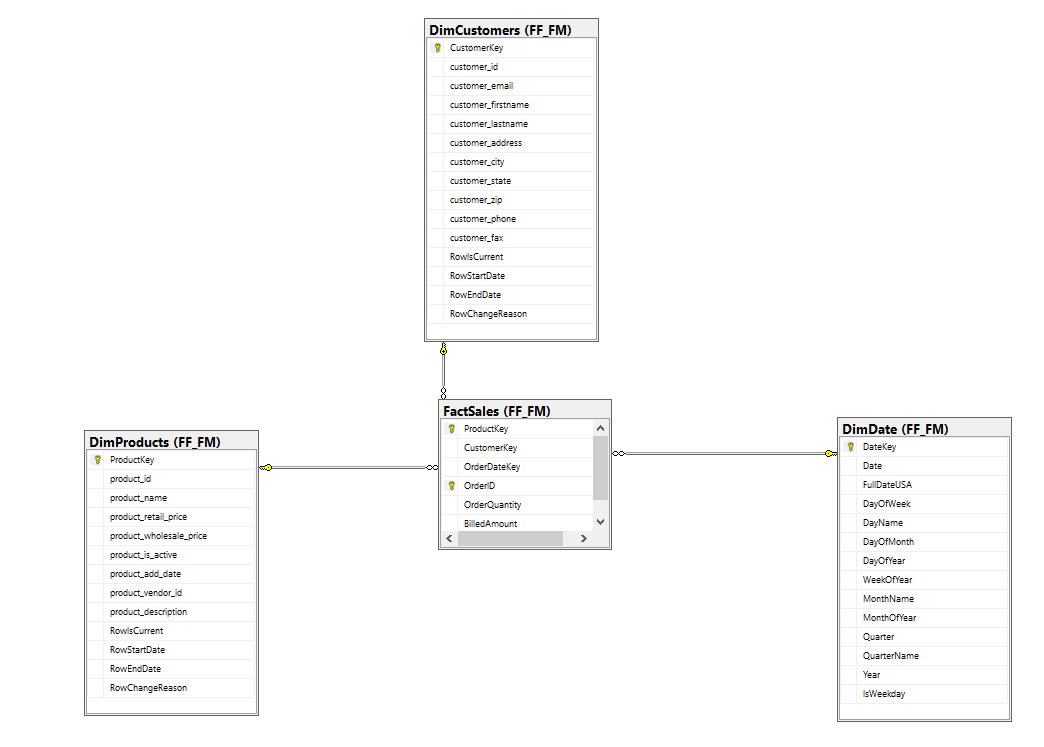 DimCustomers (FF_FM)
CustomerKey
customer_id
customer_email
customer_firstname
customer_lastname
customer_address
customer_city
customer_state
customer_zip
customer_phone
customer_fax
RowIsCurrent
RowStartDate
RowEndDate
RowChangeReason
FactSales (FF_FM)
ProductKey
CustomerKey
OrderDateKey
OrderID
OrderQuantity
BilledAmount
DimProducts (FF_FM)
ProductKey
product_id
product_name
product_retail_price
product_wholesale_price
product_is_active
product_add_date
product_vendor_id
product_description
RowIsCurrent
RowStartDate
RowEndDate
RowChangeReason
DimDate (FF_FM)
DateKey
Date
FullDateUSA
DayOfWeek
DayName
DayOfMonth
DayOfYear
WeekOfYear
MonthName
MonthOfYear
Quarter
QuarterName
Year
IsWeekday